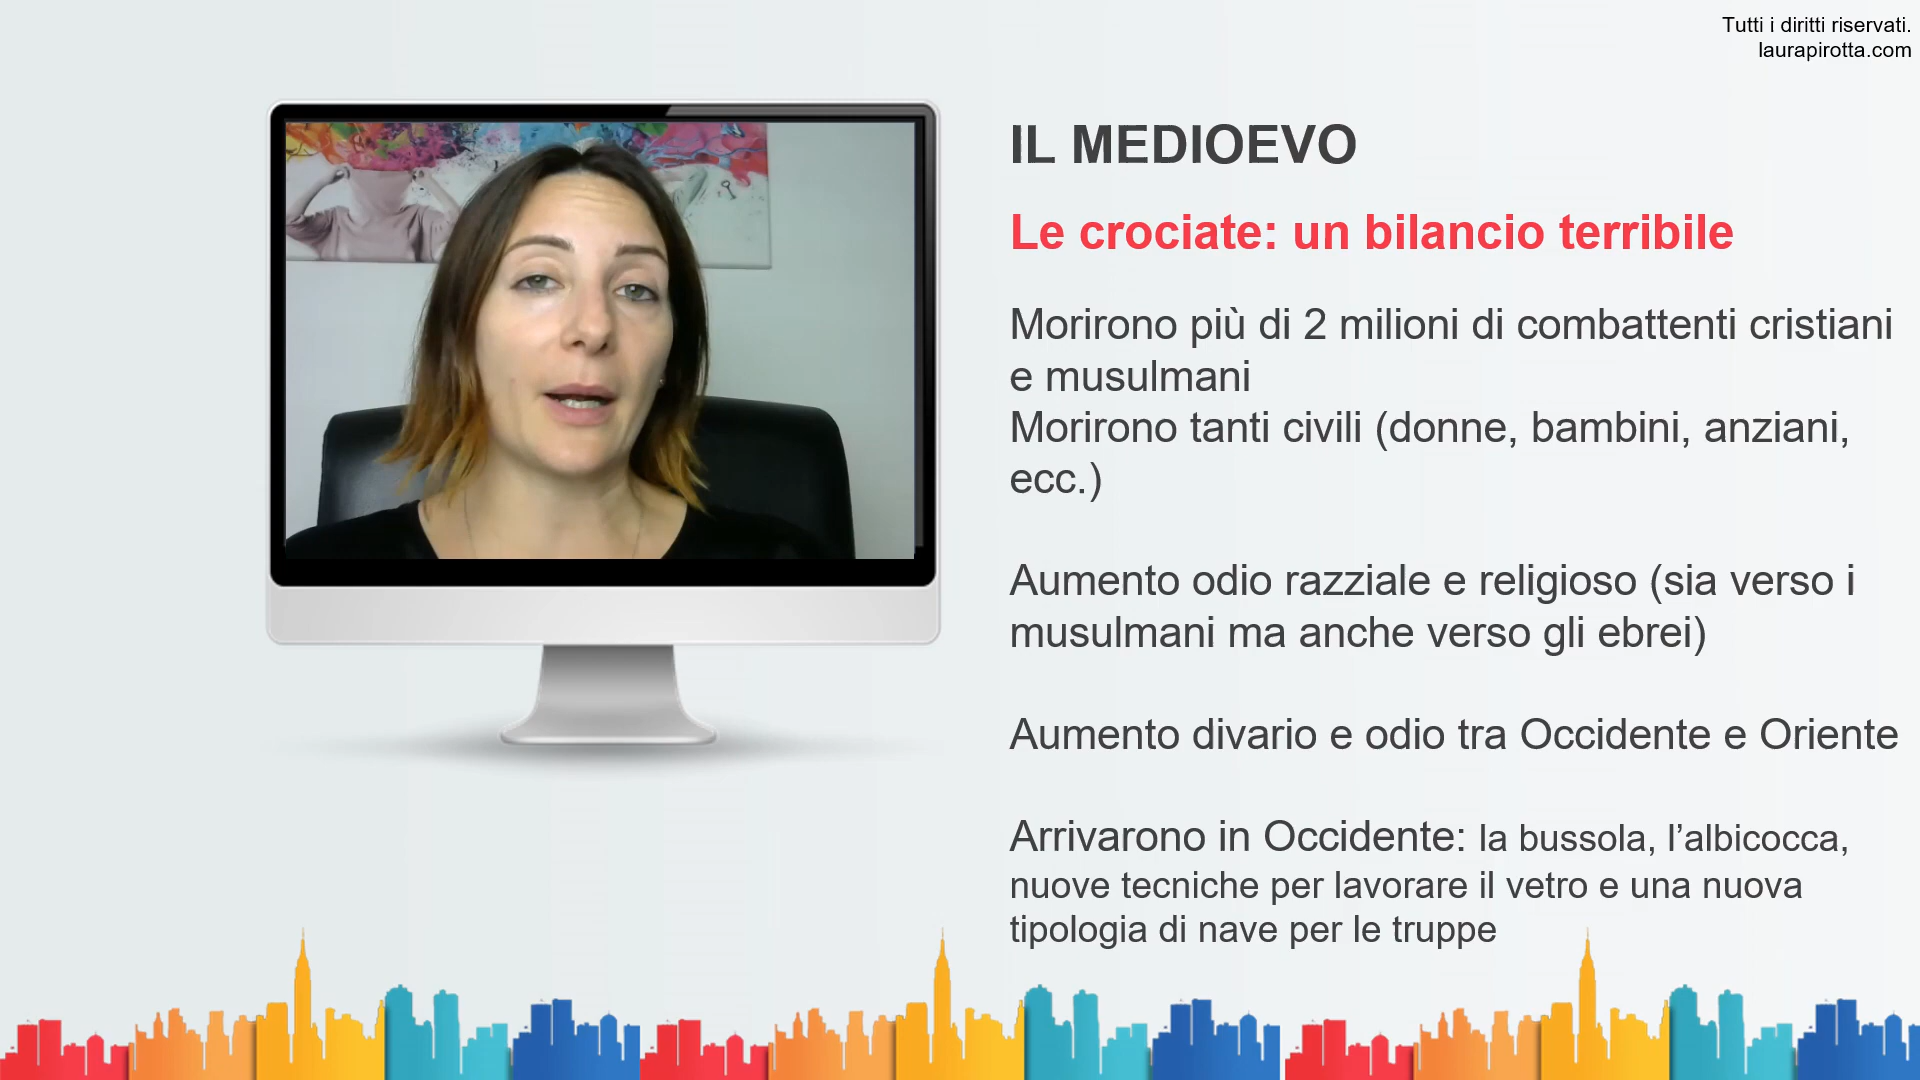 Tutti i diritti riservati.
laurapirotta.com
IL MEDIOEVO
Le crociate: un bilancio terribile
Morirono più di 2 milioni di combattenti cristiani
e musulmani
Morirono tanti civili (donne, bambini, anziani,
ecc.)
Aumento odio razziale e religioso (sia verso i
musulmani ma anche verso gli ebrei)
Aumento divario e odio tra Occidente e Oriente
Arrivarono in Occidente: la bussola, l’albicocca,
nuove tecniche per lavorare il vetro e una nuova
tipologia di nave per le truppe